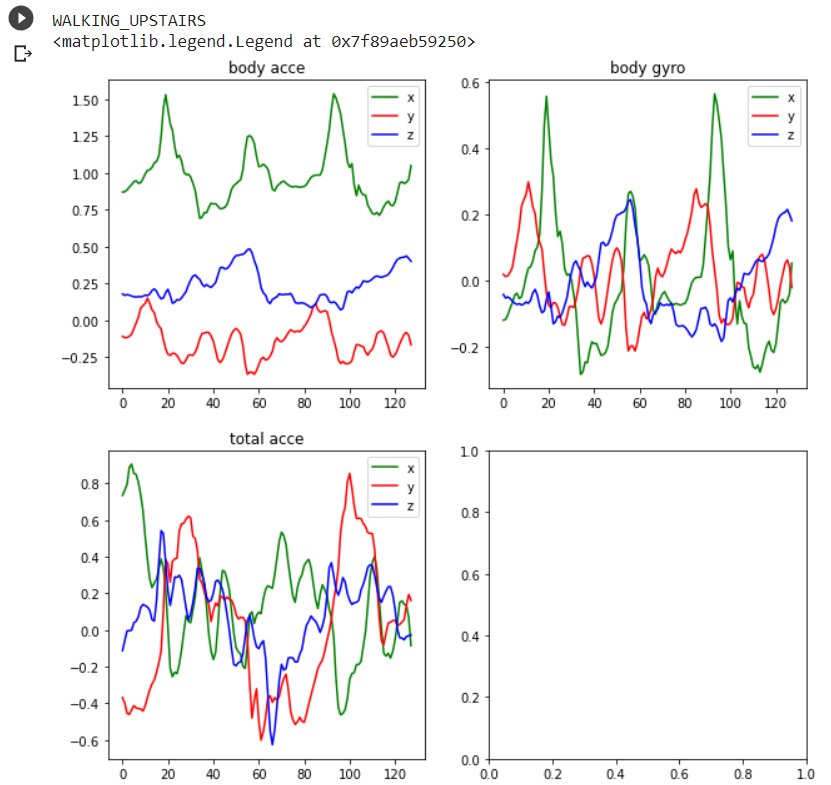 WALKING_UPSTAIRS
<matplotlib.legend.Legend at 0x7f89aeb59250>
body acce
1.50
1.25
1.00
0.75
0.50
0.25
0.00
−0.25
0 20 40 60 80 100 120
x
y
z
body gyro
0.6
0.4
0.2
0.0
−0.2
0 20 40 60 80 100 120
x
y
z
total acce
0.8
0.6
0.4
0.2
0.0
−0.2
−0.4
−0.6
0 20 40 60 80 100 120
x
y
z
1.0
0.8
0.6
0.4
0.2
0.0
0.0 0.2 0.4 0.6 0.8 1.0